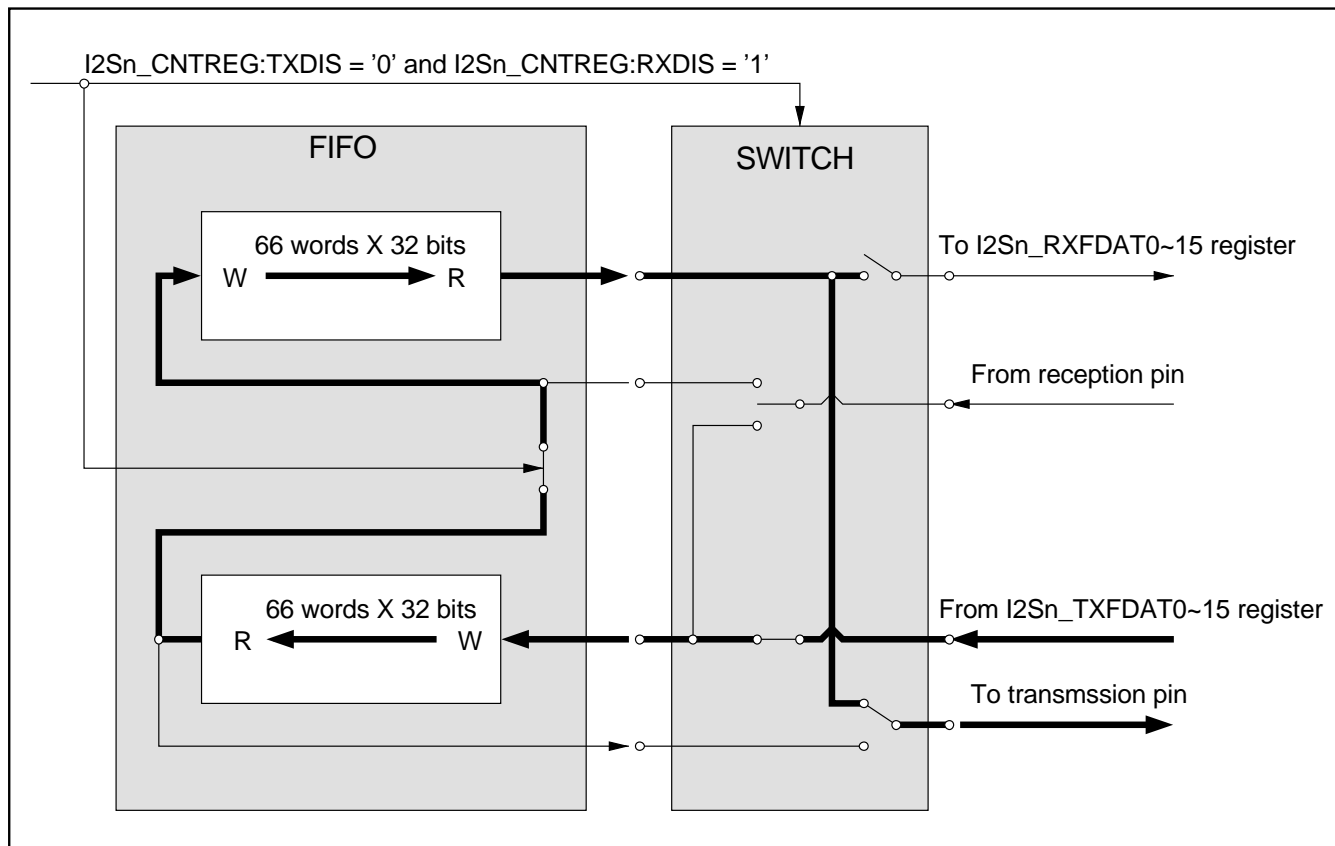 I2Sn_CNTREG:TXDIS = '0' and I2Sn_CNTREG:RXDIS = '1'
FIFO
SWITCH
66 words X 32 bits
W
R
To I2Sn_RXFDAT0~15 register
From reception pin
66 words X 32 bits
R
W
From I2Sn_TXFDAT0~15 register
To transmssion pin